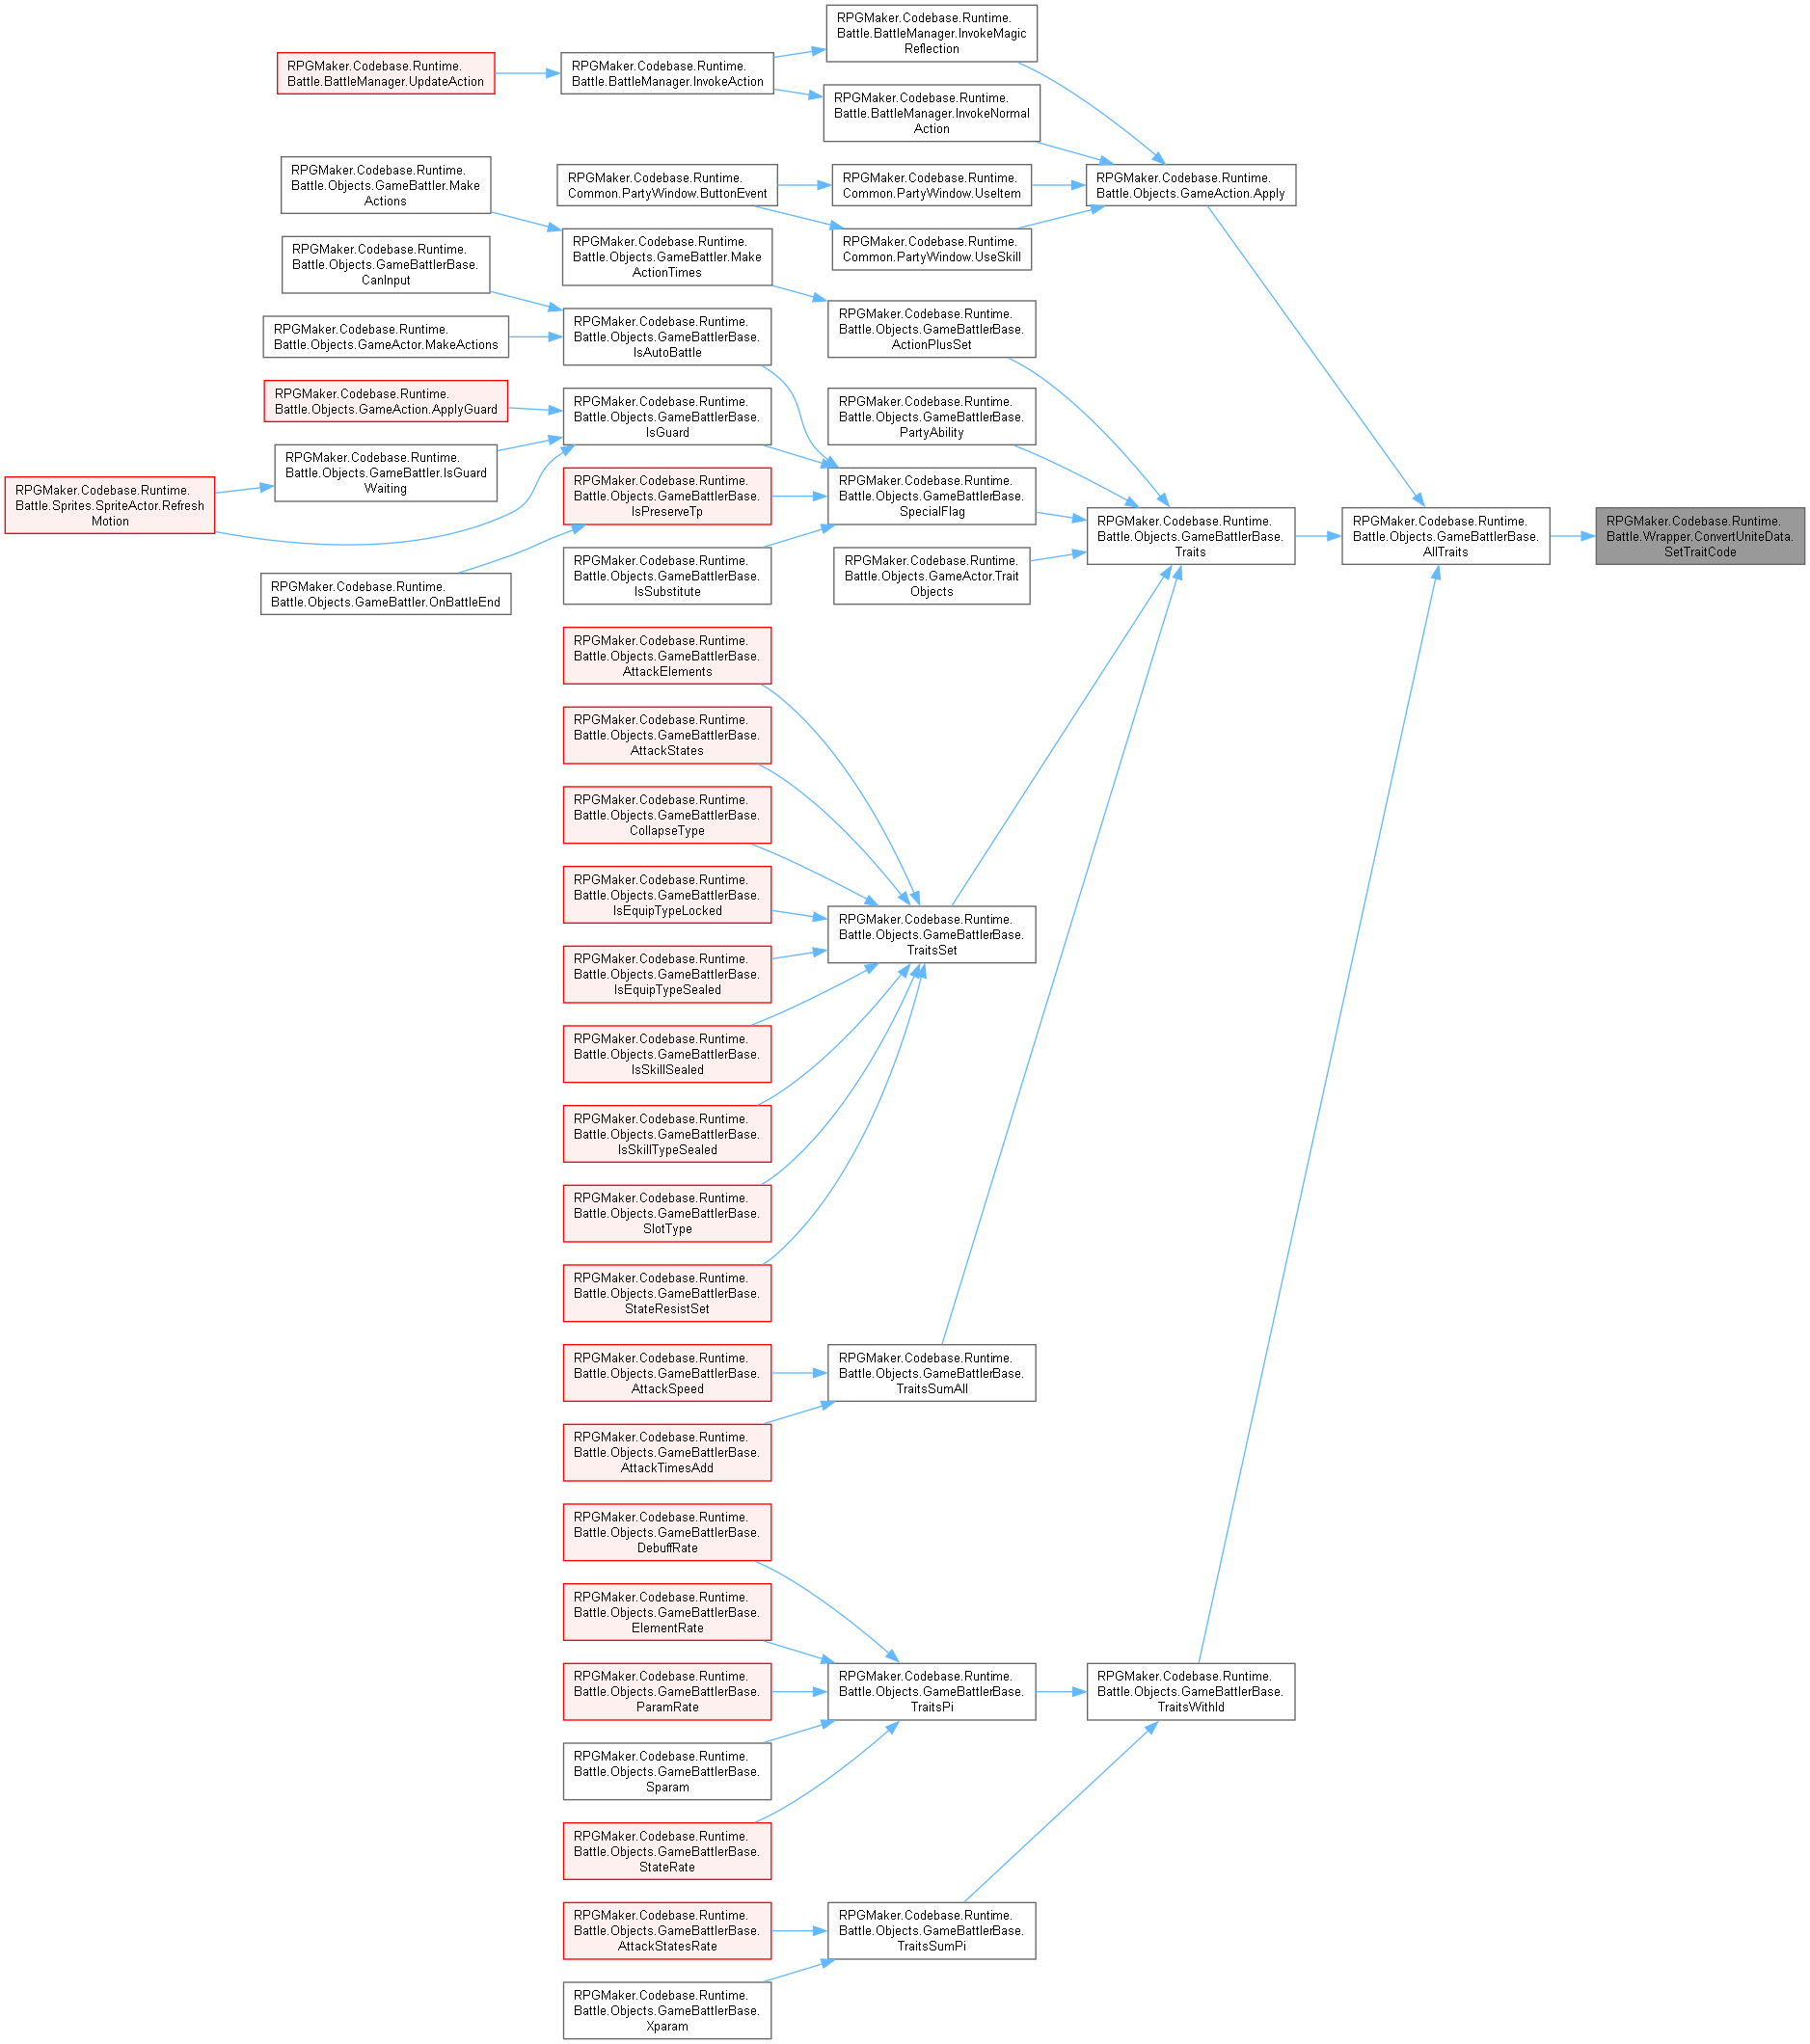 RPGMaker.Codebase.Runtime.
Battle.BattleManager.InvokeMagic
Reflection
RPGMaker.Codebase.Runtime.
Battle.BattleManager.UpdateAction
RPGMaker.Codebase.Runtime.
Battle.BattleManager.InvokeAction
RPGMaker.Codebase.Runtime.
Battle.BattleManager.InvokeNormal
Action
RPGMaker.Codebase.Runtime.
Battle.Objects.GameBattler.Make
Actions
RPGMaker.Codebase.Runtime.
Common.PartyWindow.ButtonEvent
RPGMaker.Codebase.Runtime.
Common.PartyWindow.UseItem
RPGMaker.Codebase.Runtime.
Battle.Objects.GameAction.Apply
RPGMaker.Codebase.Runtime.
Battle.Objects.GameBattlerBase.
CanInput
RPGMaker.Codebase.Runtime.
Battle.Objects.GameBattler.Make
ActionTimes
RPGMaker.Codebase.Runtime.
Common.PartyWindow.UseSkill
RPGMaker.Codebase.Runtime.
Battle.Objects.GameActor.MakeActions
RPGMaker.Codebase.Runtime.
Battle.Objects.GameBattlerBase.
IsAutoBattle
RPGMaker.Codebase.Runtime.
Battle.Objects.GameBattlerBase.
ActionPlusSet
RPGMaker.Codebase.Runtime.
Battle.Objects.GameAction.ApplyGuard
RPGMaker.Codebase.Runtime.
Battle.Objects.GameBattlerBase.
IsGuard
RPGMaker.Codebase.Runtime.
Battle.Objects.GameBattlerBase.
PartyAbility
RPGMaker.Codebase.Runtime.
Battle.Sprites.SpriteActor.Refresh
Motion
RPGMaker.Codebase.Runtime.
Battle.Objects.GameBattler.IsGuard
Waiting
RPGMaker.Codebase.Runtime.
Battle.Objects.GameBattlerBase.
IsPreserveTp
RPGMaker.Codebase.Runtime.
Battle.Objects.GameBattlerBase.
SpecialFlag
RPGMaker.Codebase.Runtime.
Battle.Objects.GameBattlerBase.
Traits
RPGMaker.Codebase.Runtime.
Battle.Objects.GameBattlerBase.
AllTraits
RPGMaker.Codebase.Runtime.
Battle.Wrapper.ConvertUniteData.
SetTraitCode
RPGMaker.Codebase.Runtime.
Battle.Objects.GameBattler.OnBattleEnd
RPGMaker.Codebase.Runtime.
Battle.Objects.GameBattlerBase.
IsSubstitute
RPGMaker.Codebase.Runtime.
Battle.Objects.GameActor.Trait
Objects
RPGMaker.Codebase.Runtime.
Battle.Objects.GameBattlerBase.
AttackElements
RPGMaker.Codebase.Runtime.
Battle.Objects.GameBattlerBase.
AttackStates
RPGMaker.Codebase.Runtime.
Battle.Objects.GameBattlerBase.
CollapseType
RPGMaker.Codebase.Runtime.
Battle.Objects.GameBattlerBase.
IsEquipTypeLocked
RPGMaker.Codebase.Runtime.
Battle.Objects.GameBattlerBase.
TraitsSet
RPGMaker.Codebase.Runtime.
Battle.Objects.GameBattlerBase.
IsEquipTypeSealed
RPGMaker.Codebase.Runtime.
Battle.Objects.GameBattlerBase.
IsSkillSealed
RPGMaker.Codebase.Runtime.
Battle.Objects.GameBattlerBase.
IsSkillTypeSealed
RPGMaker.Codebase.Runtime.
Battle.Objects.GameBattlerBase.
SlotType
RPGMaker.Codebase.Runtime.
Battle.Objects.GameBattlerBase.
StateResistSet
RPGMaker.Codebase.Runtime.
Battle.Objects.GameBattlerBase.
AttackSpeed
RPGMaker.Codebase.Runtime.
Battle.Objects.GameBattlerBase.
TraitsSumAll
RPGMaker.Codebase.Runtime.
Battle.Objects.GameBattlerBase.
AttackTimesAdd
RPGMaker.Codebase.Runtime.
Battle.Objects.GameBattlerBase.
DebuffRate
RPGMaker.Codebase.Runtime.
Battle.Objects.GameBattlerBase.
ElementRate
RPGMaker.Codebase.Runtime.
Battle.Objects.GameBattlerBase.
ParamRate
RPGMaker.Codebase.Runtime.
Battle.Objects.GameBattlerBase.
TraitsPi
RPGMaker.Codebase.Runtime.
Battle.Objects.GameBattlerBase.
TraitsWithId
RPGMaker.Codebase.Runtime.
Battle.Objects.GameBattlerBase.
Sparam
RPGMaker.Codebase.Runtime.
Battle.Objects.GameBattlerBase.
StateRate
RPGMaker.Codebase.Runtime.
Battle.Objects.GameBattlerBase.
AttackStatesRate
RPGMaker.Codebase.Runtime.
Battle.Objects.GameBattlerBase.
TraitsSumPi
RPGMaker.Codebase.Runtime.
Battle.Objects.GameBattlerBase.
Xparam